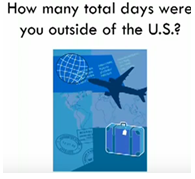 How many total days were
you outside of the U.S.?